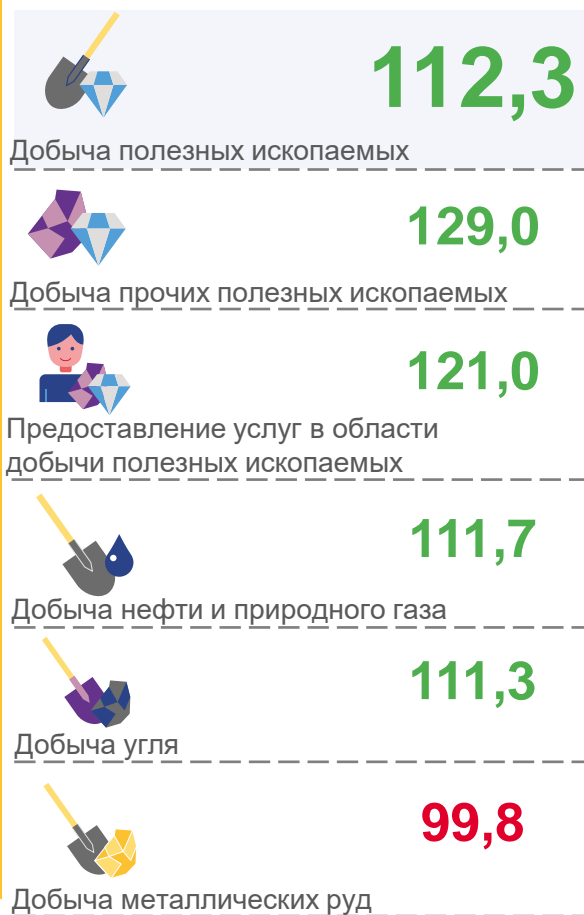 112,3
Добыча полезных ископаемых
129,0
Добыча прочих полезных ископаемых
121,0
Предоставление услуг в области
добычи полезных ископаемых
111,7
Добыча нефти и природного газа
111,3
Добыча угля
99,8
Добыча металлических руд